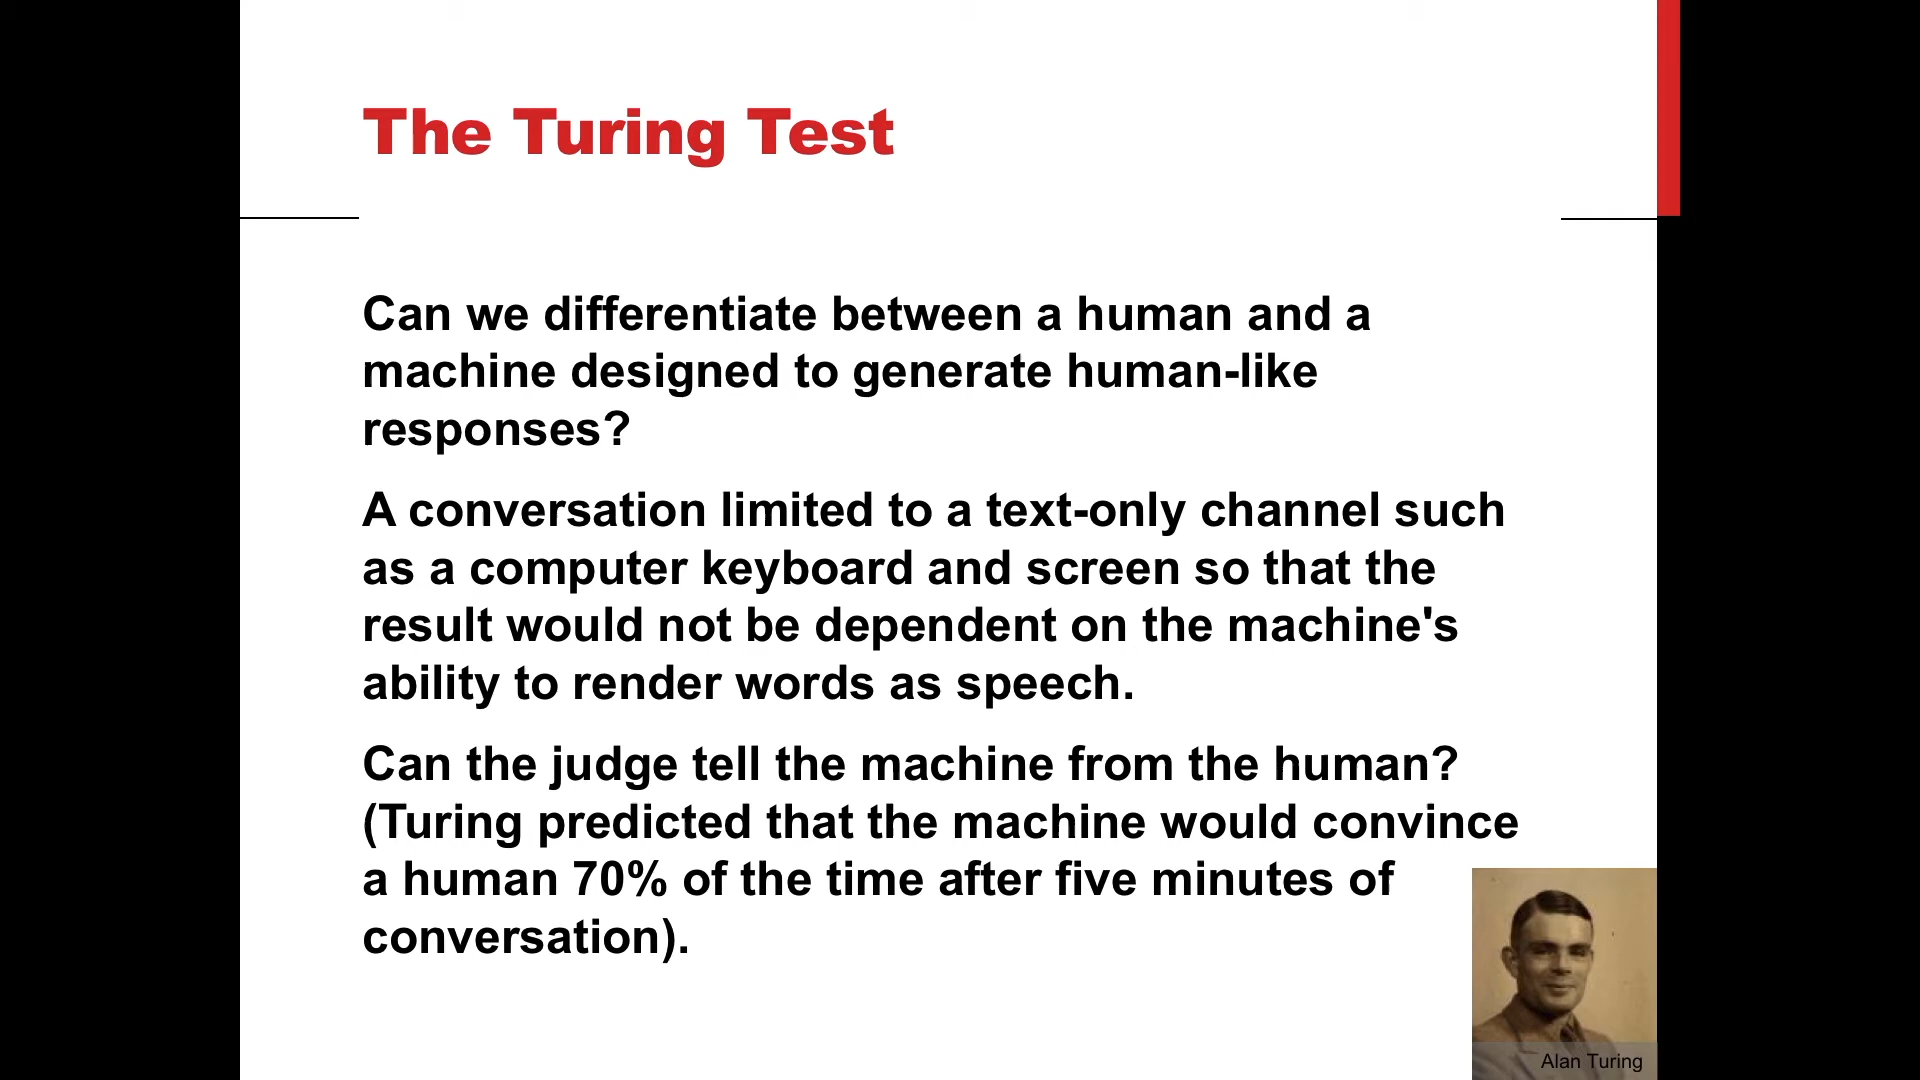 The Turing Test
Can we differentiate between a human and a
machine designed to generate human-like
responses?
A conversation limited to a text-only channel such
as a computer keyboard and screen so that the
result would not be dependent on the machine's
ability to render words as speech.
Can the judge tell the machine from the human?
(Turing predicted that the machine would convince
a human 70% of the time after five minutes of
conversation).
Alan Turing